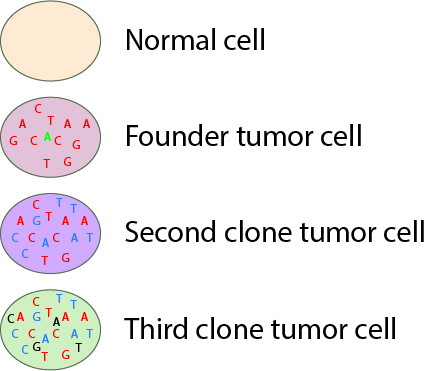 Normal cell
C
A T A A
G C A C G
T G
Founder tumor cell
C T T
A G T A T A
C C A C A T
C T G
Second clone tumor cell
C T T
C A G T A A T A
C C A C A T
C G T G T
Third clone tumor cell